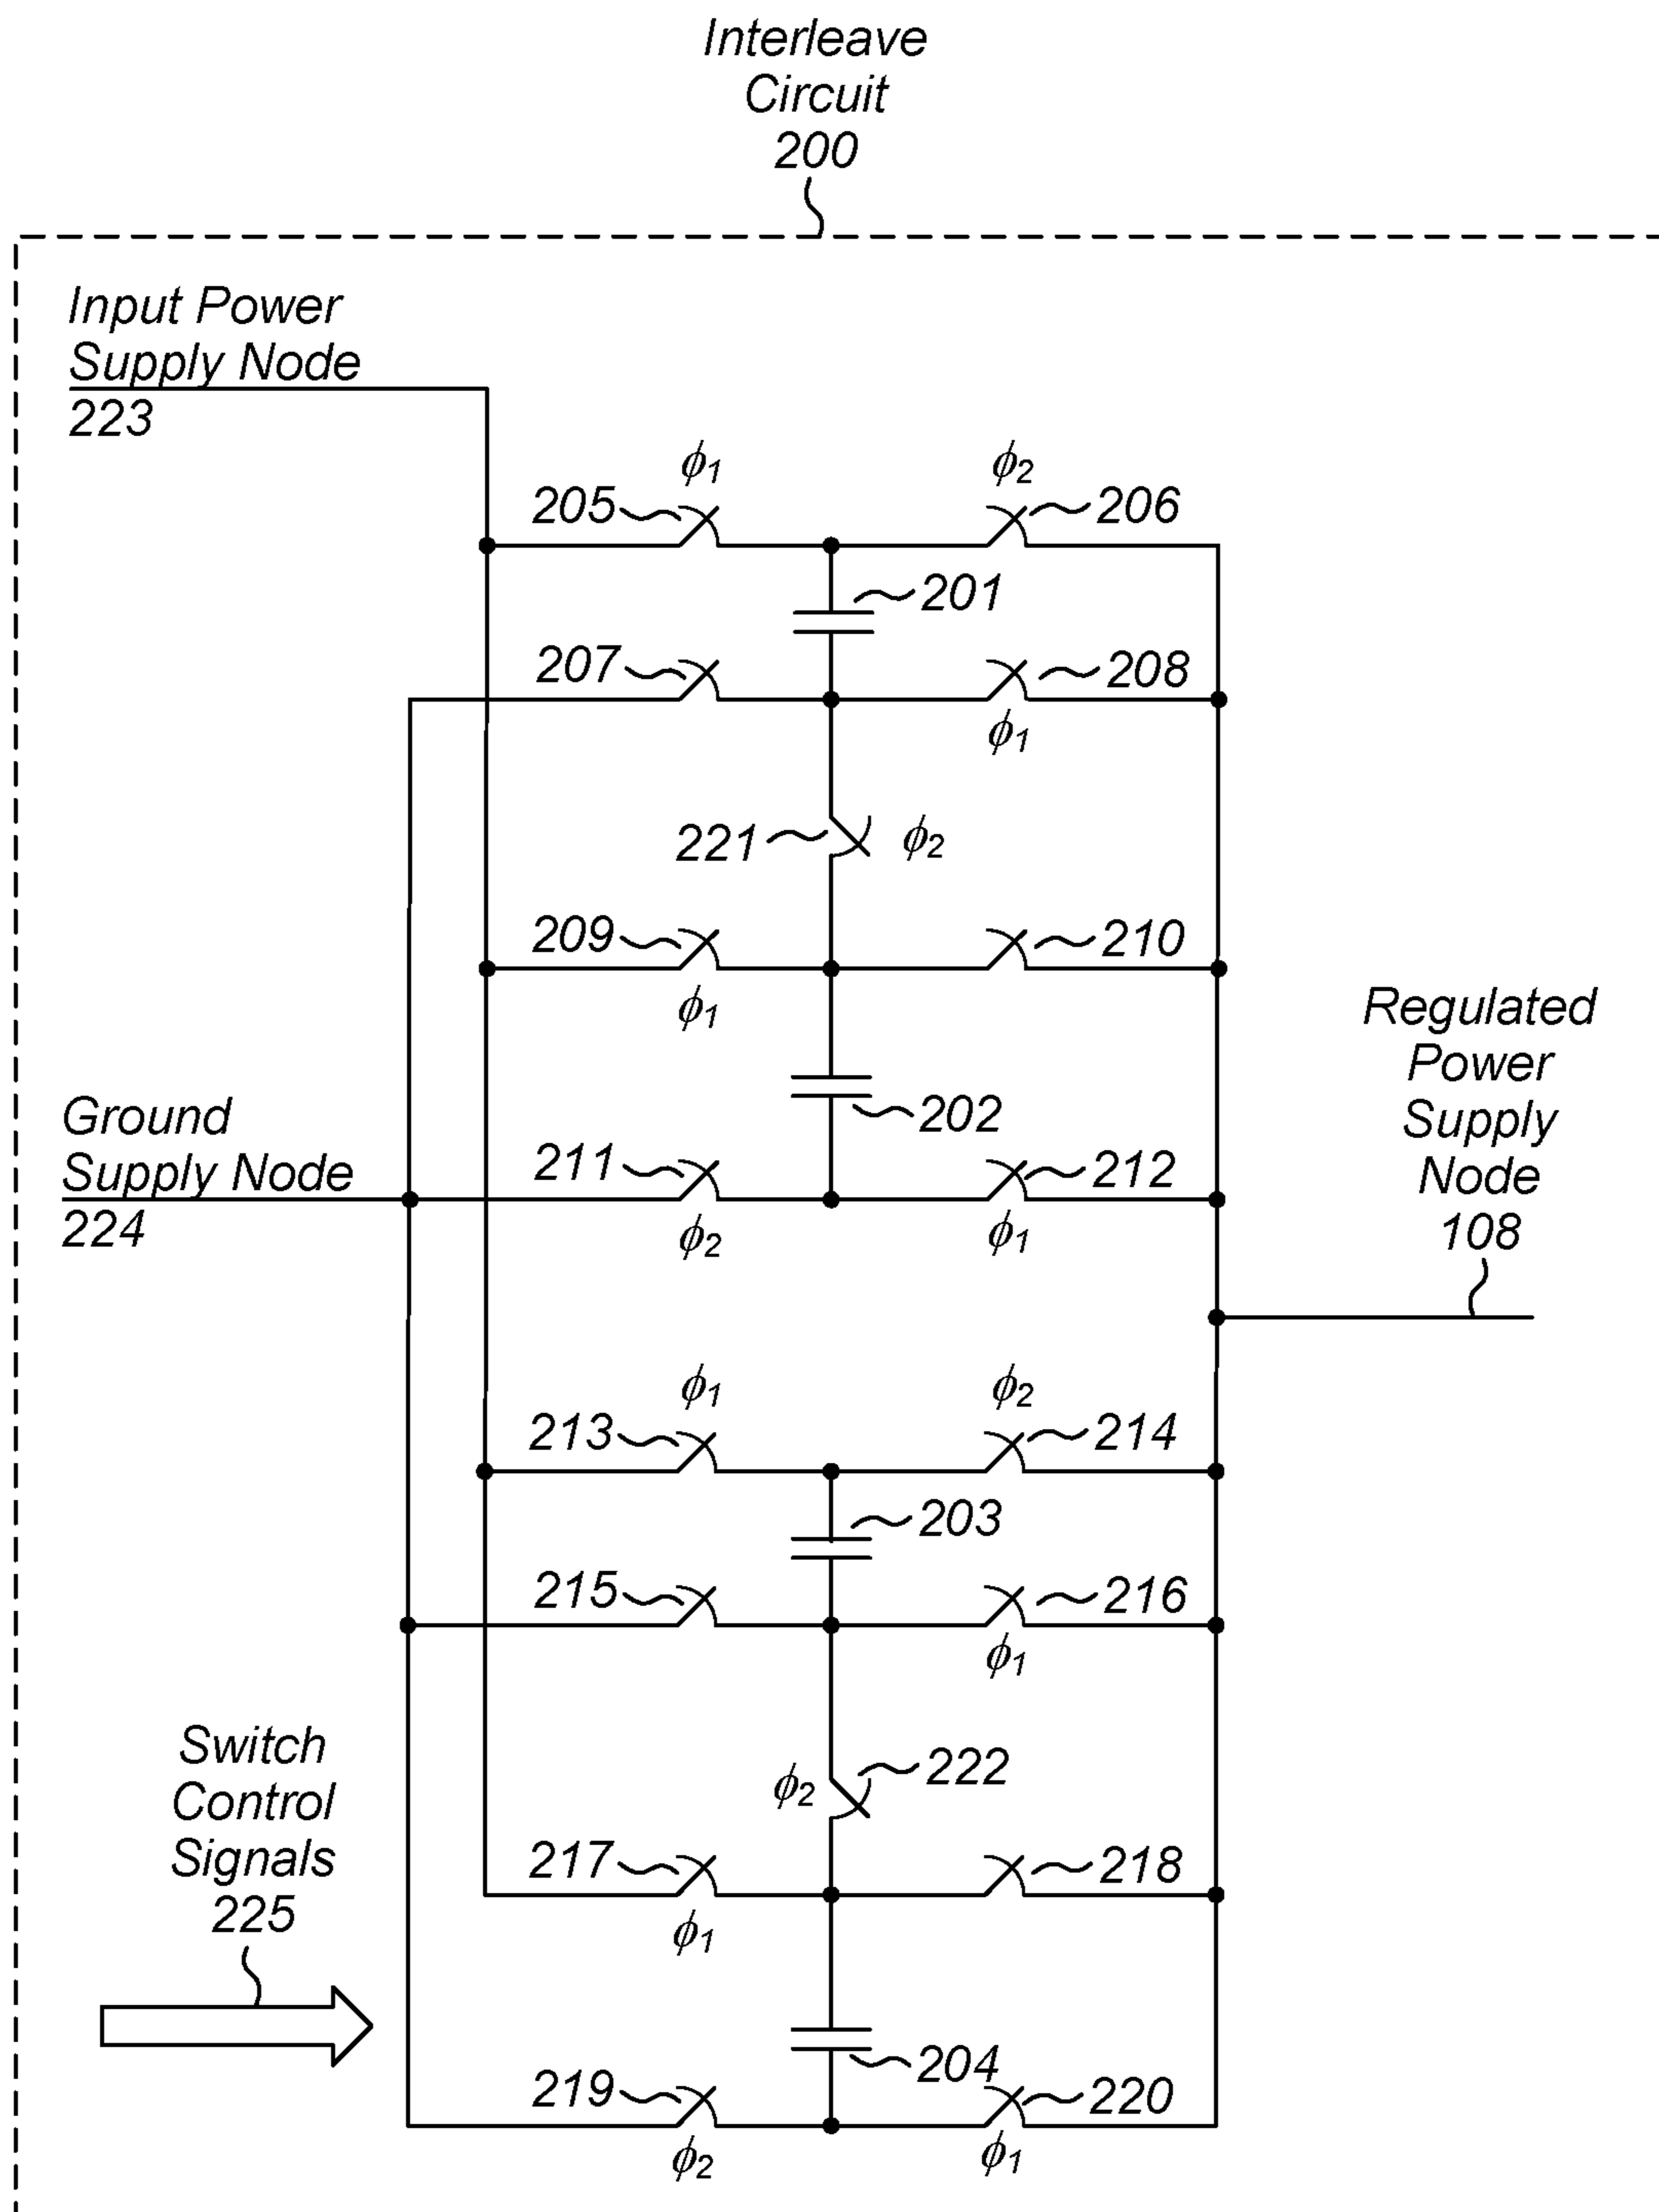 Interleave
Circuit
200
Input Power
Supply Node
223
ϕ1
ϕ2
205
206
201
207
208
ϕ1
221
ϕ2
209
210
ϕ1
202
Ground
Supply Node
224
211
212
ϕ2
ϕ1
Regulated
Power
Supply
Node
108
ϕ1
ϕ2
213
214
203
215
216
ϕ1
ϕ2
222
Switch
Control
Signals
225
217
218
ϕ1
204
219
220
ϕ2
ϕ1